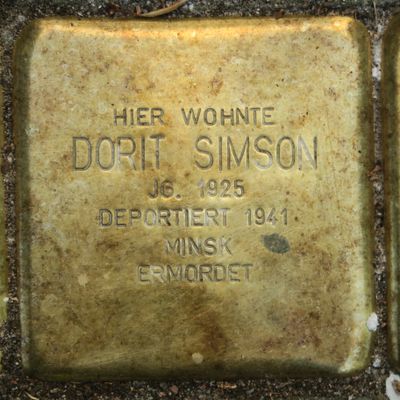 HIER WOHNTE
DORIT SIMSON
JG. 1925
DEPORTIERT 1941
MINSK
ERMORDET